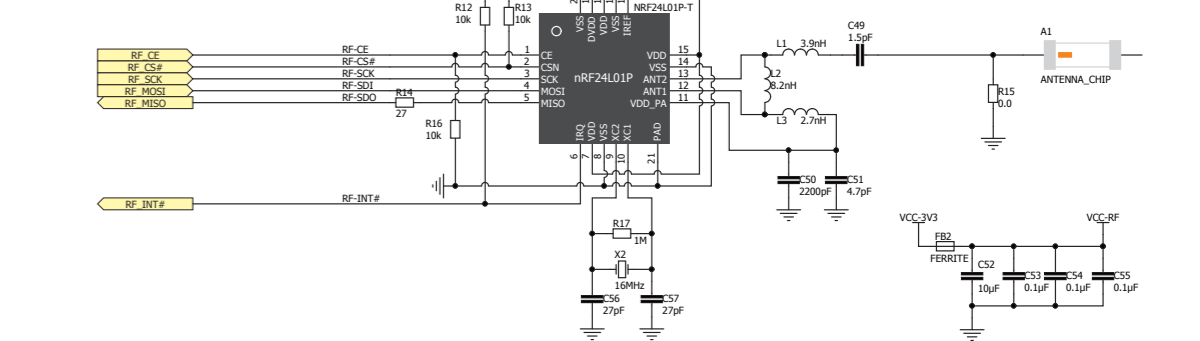 NRF24L01P-T
R12
10k
R13
10k
VSS
DVDD
VDD
VSS
IREF
RF_CE
RF_CS#
RF_SCK
RF_MOSI
RF_MISO
RF-CE
RF-CS#
RF-SCK
RF-SDI
RF-SDO
R14
27
R16
10k
1
2
3
4
5
CE
CSN
SCK
MOSI
MISO
nRF24L01P
VDD
VSS
ANT2
ANT1
VDD_PA
15
14
13
12
11
IRQ
VDD
VSS
XC2
XC1
PAD
6
7
8
9
10
21
L1 3.9nH
L2
8.2nH
L3 2.7nH
C49
1.5pF
A1
ANTENNA_CHIP
R15
0.0
C50
2200pF
C51
4.7pF
RF_INT#
RF-INT#
R17
1M
X2
16MHz
C56
27pF
C57
27pF
VCC-3V3
VCC-RF
FB2
FERRITE
C52
10µF
C53
0.1µF
C54
0.1µF
C55
0.1µF